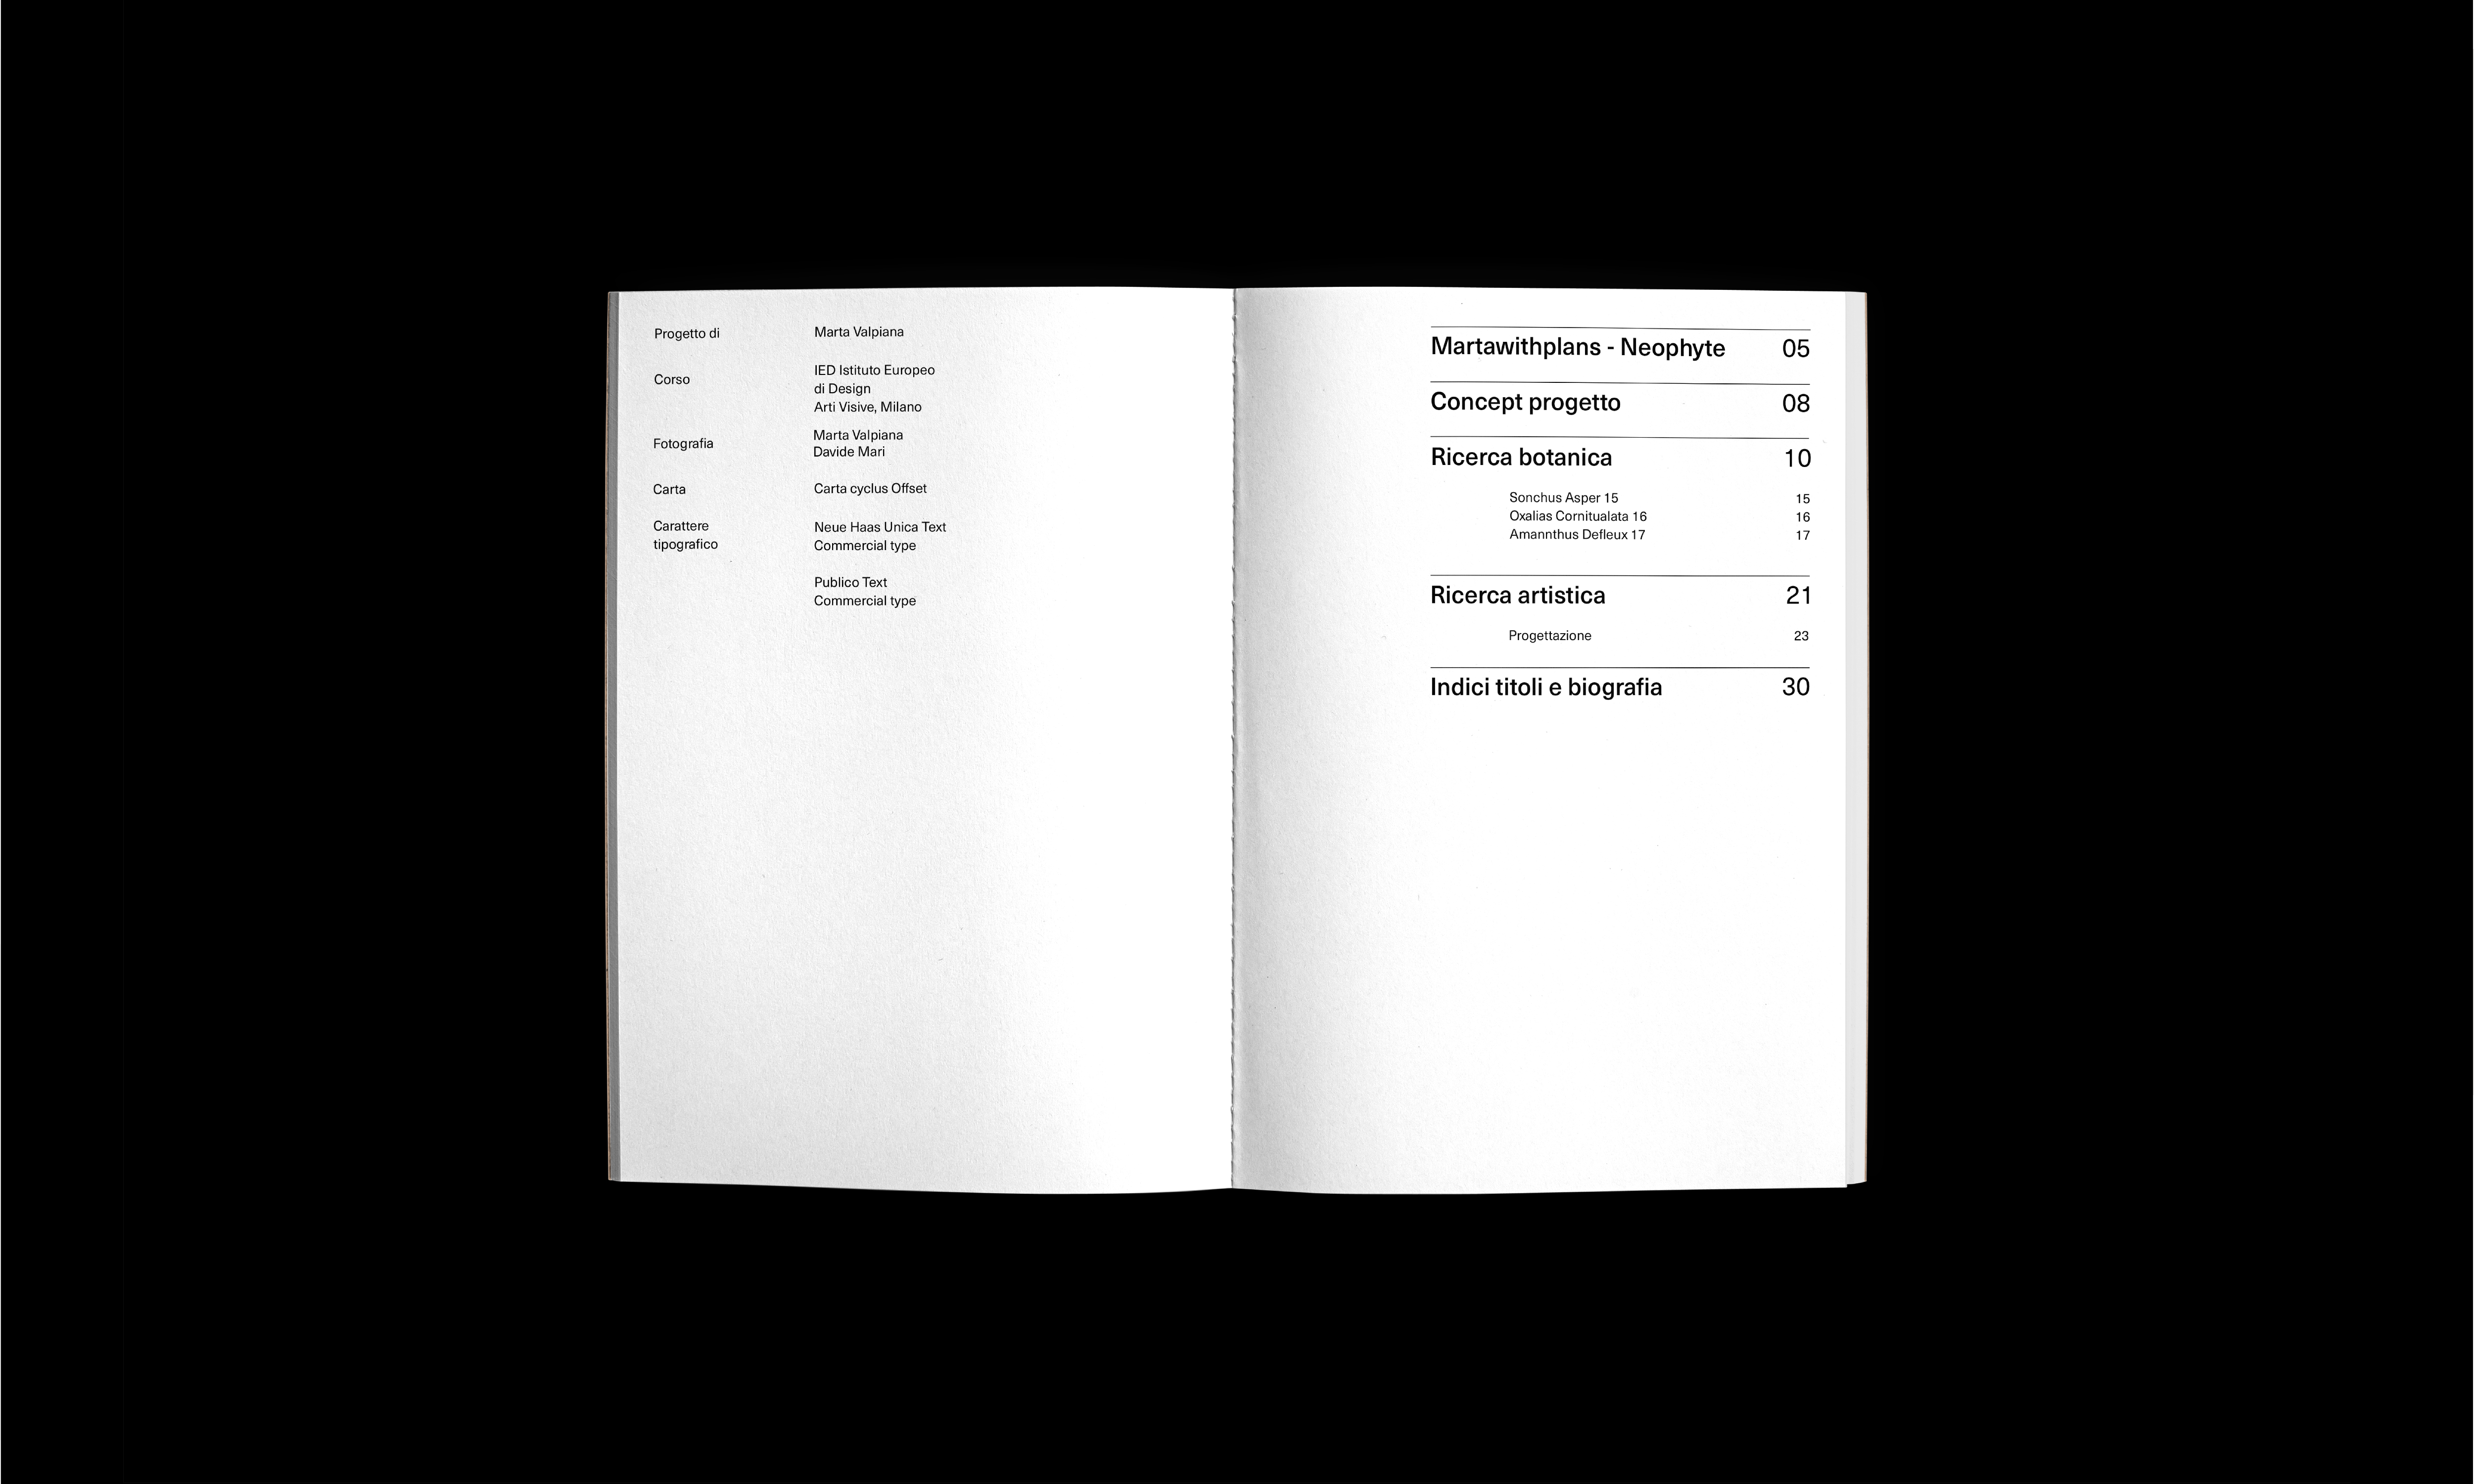 Progetto di Marta Valpiana
Corso IED Istituto Europeo
di Design
Arti Visive, Milano
Fotografia Marta Valpiana
Davide Mari
Carta Carta cyclus Offset
Carattere Neue Haas Unica Text
tipografico Commercial type
Publico Text
Commercial type
Martawithplans - Neophyte 05
Concept progetto 08
Ricerca botanica 10
Sonchus Asper 15 15
Oxalias Cornitualata 16 16
Amannthus Defleux 17 17
Ricerca artistica 21
Progettazione 23
Indici titoli e biografia 30